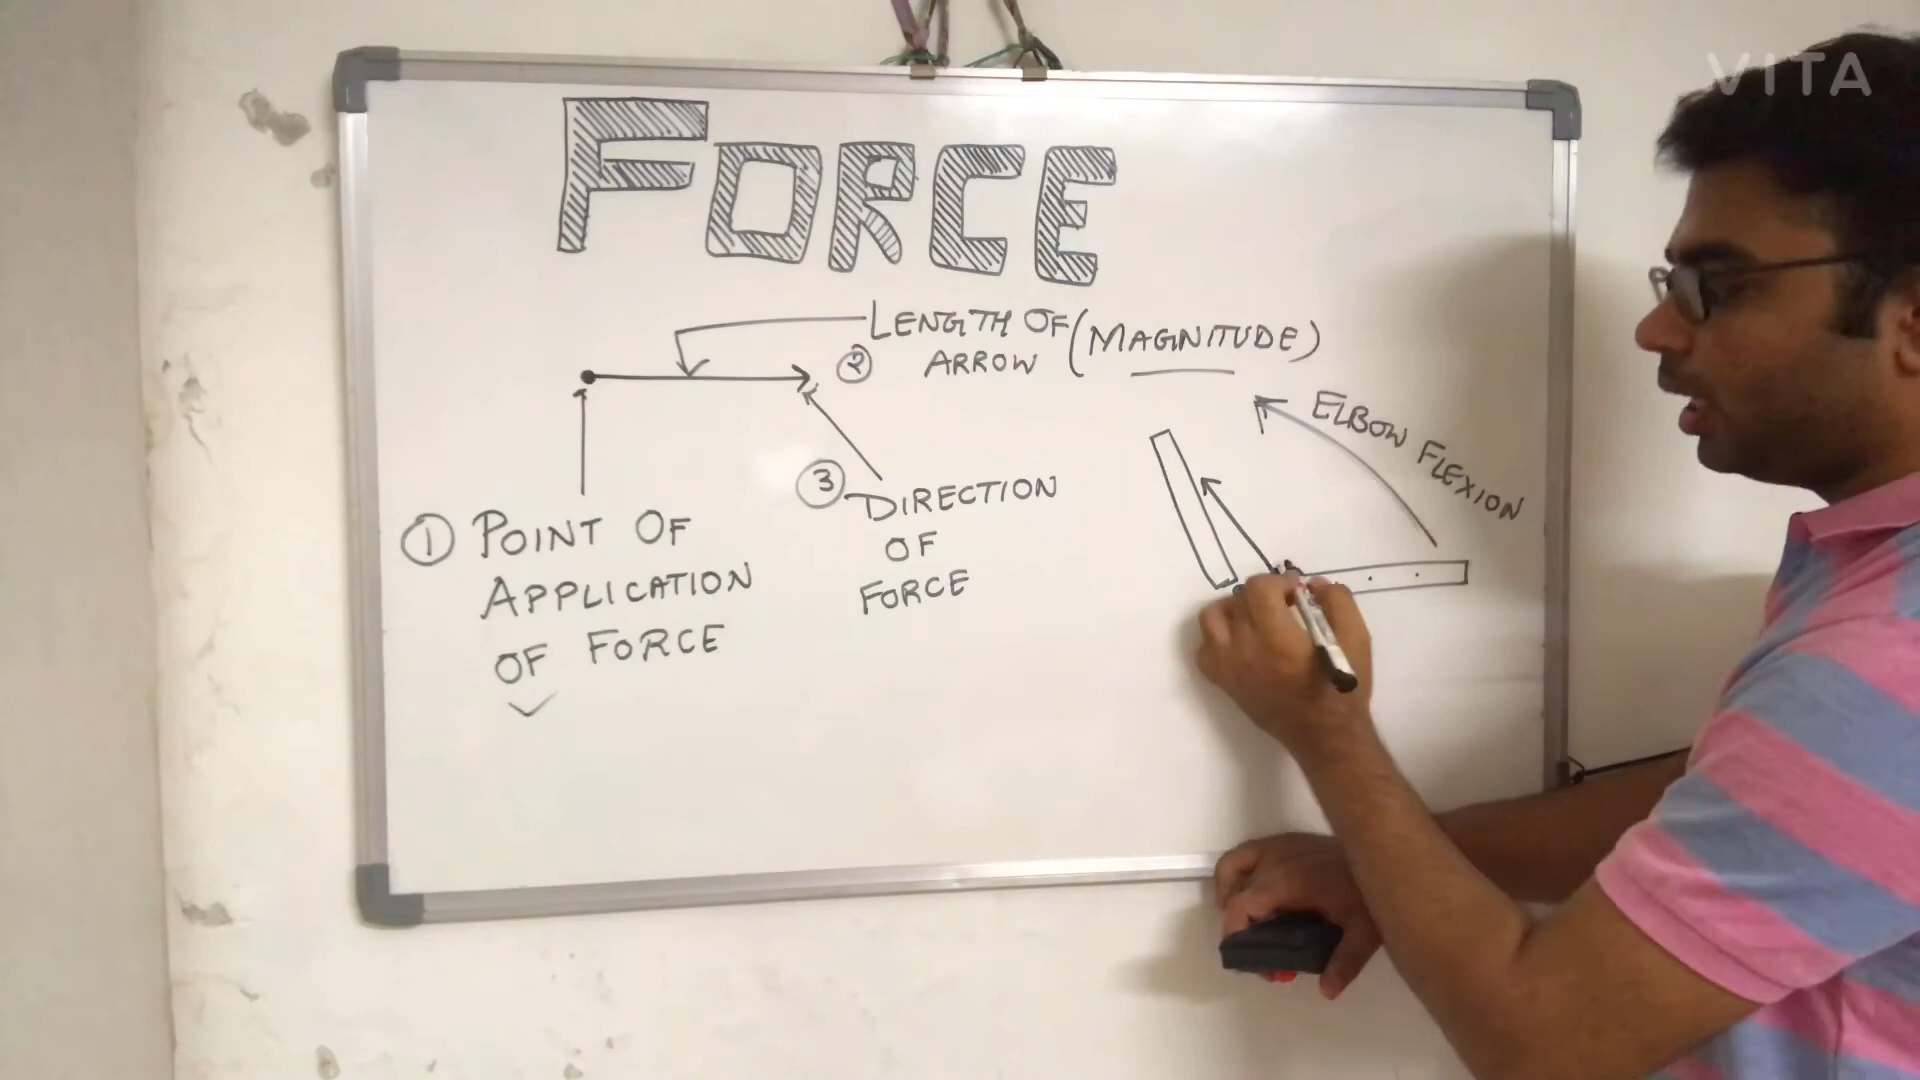 VITA
FORCE
LENGTH OF (MAGNITUDE)
② ARROW
ELBOW FLEXION
③ DIRECTION
OF
FORCE
① POINT OF
APPLICATION
OF FORCE